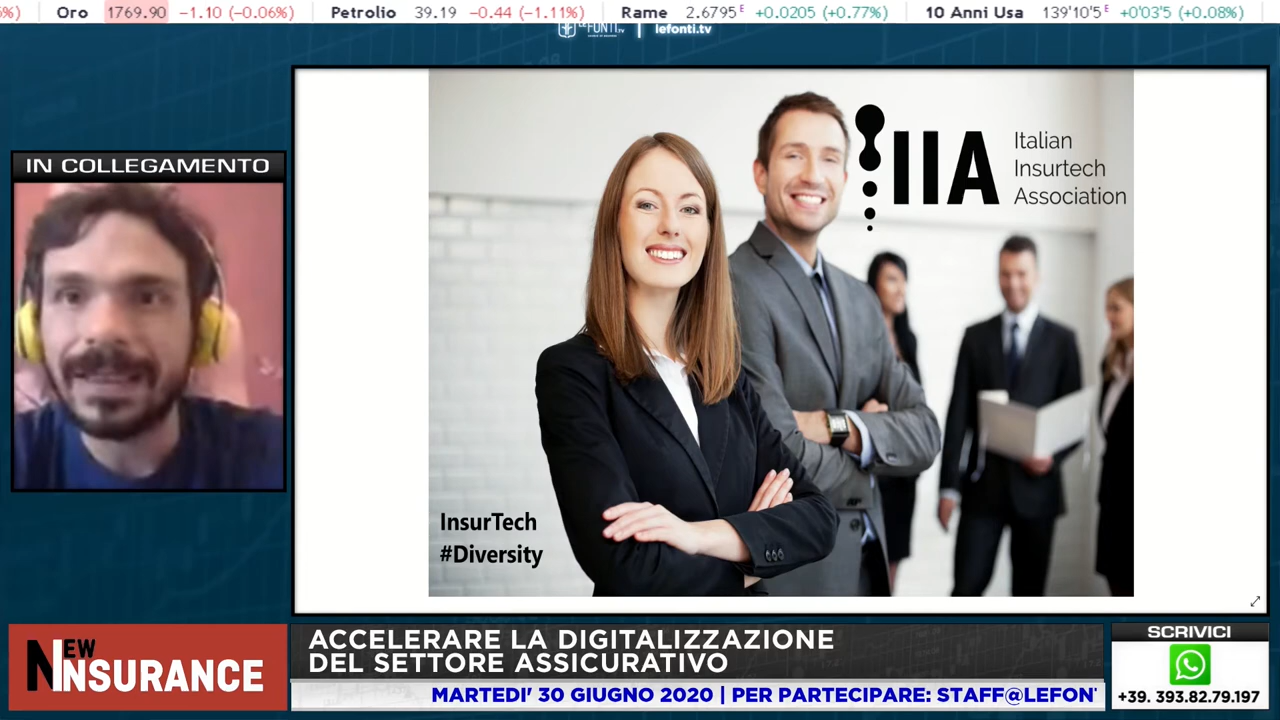 Oro 1769.90 −1.10 (−0.06%) Petrolio 39.19 −0.44 (−1.11%) Rame 2.6795 E +0.0205 (+0.77%) 10 Anni Usa 139'10'5 E +0'03'5 (+0.08%)
lefonti.tv
IN COLLEGAMENTO
IIA
Italian
Insurtech
Association
InsurTech
#Diversity
NEW
INSURANCE
ACCELERARE LA DIGITALIZZAZIONE
DEL SETTORE ASSICURATIVO
MARTEDI' 30 GIUGNO 2020 | PER PARTECIPARE: STAFF@LEFON
SCRIVICI
+39. 393.82.79.197